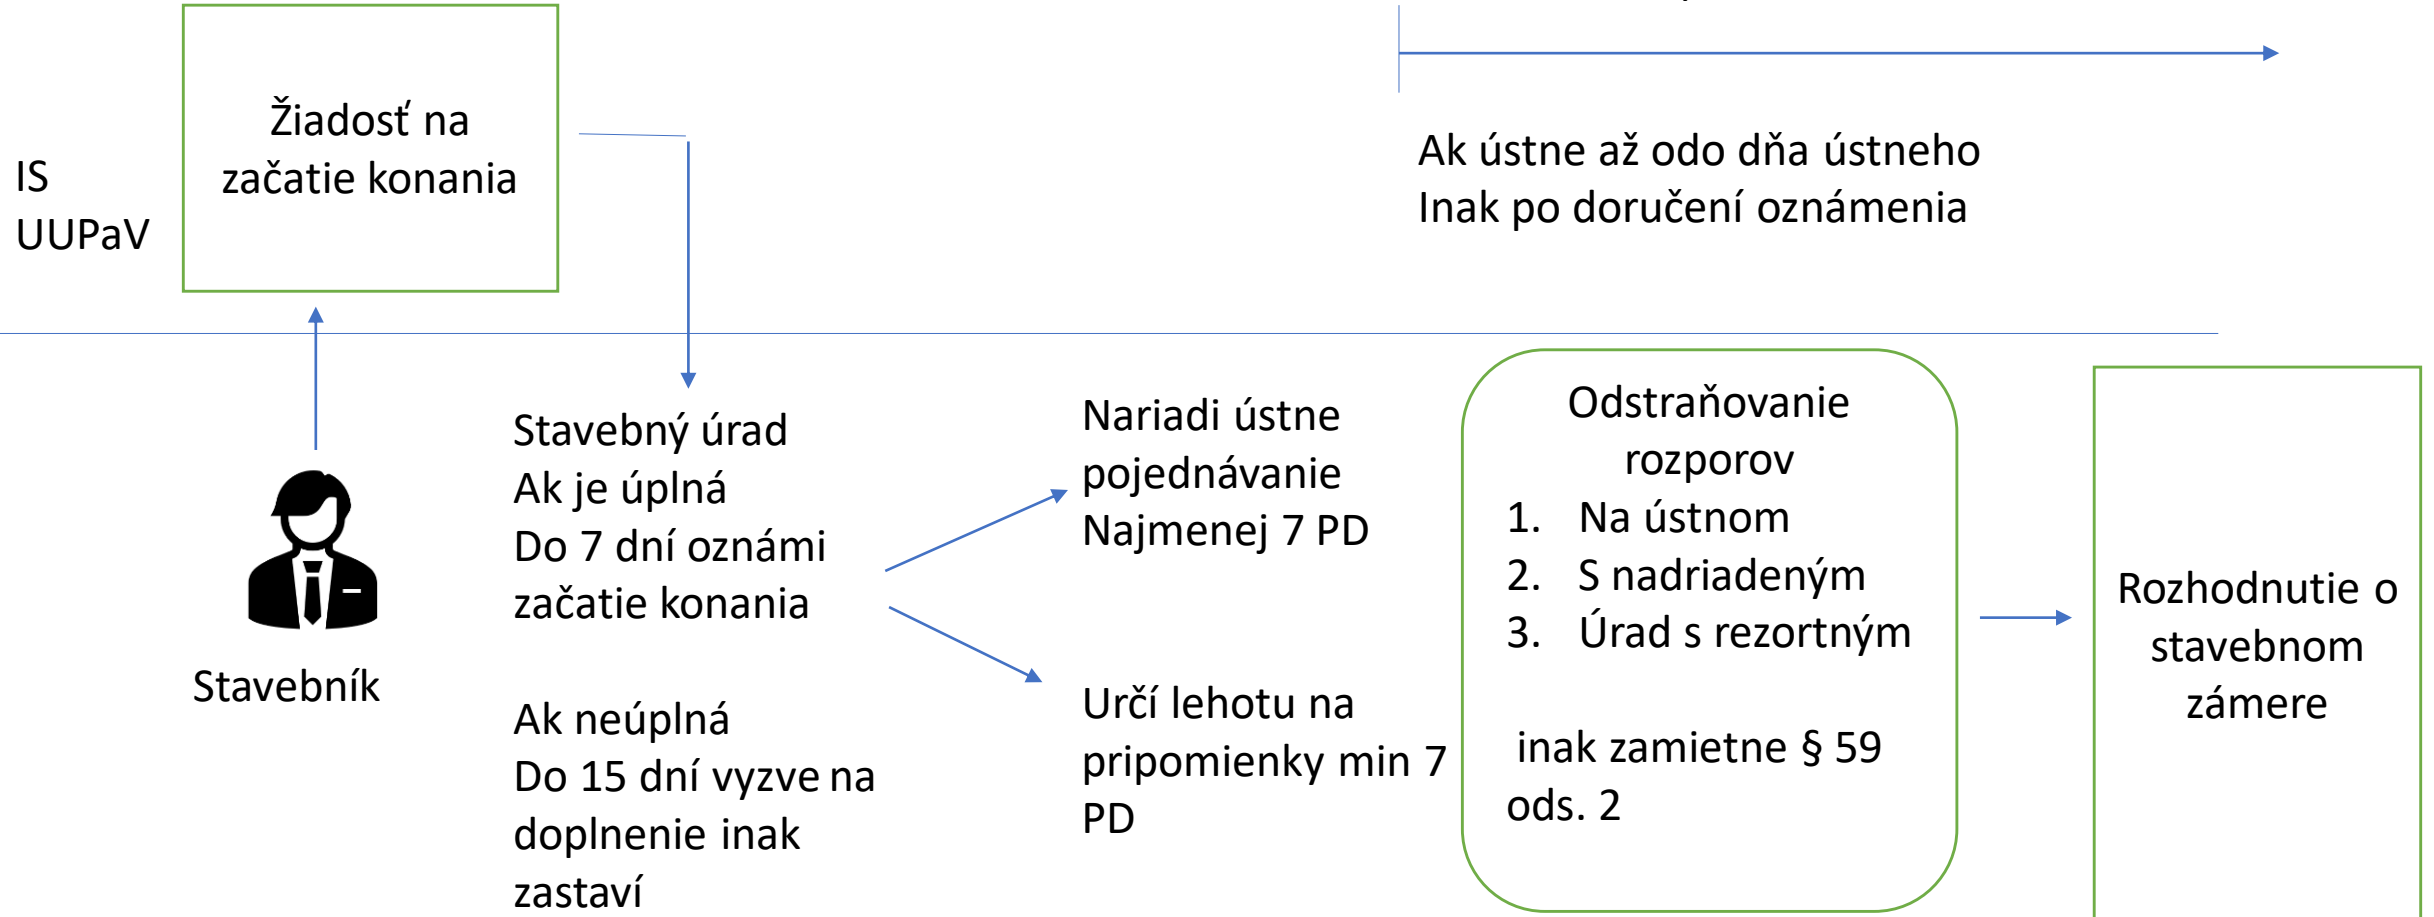 IS
UUPaV
Žiadosť na
začatie konania
Ak ústne až odo dňa ústneho
Inak po doručení oznámenia
Stavebník
Stavebný úrad
Ak je úplná
Do 7 dní oznámi
začatie konania
Ak neúplná
Do 15 dní vyzve na
doplnenie inak
zastaví
Nariadi ústne
pojednávanie
Najmenej 7 PD
Určí lehotu na
pripomienky min 7
PD
Odstraňovanie
rozporov
1. Na ústnom
2. S nadriadeným
3. Úrad s rezortným
inak zamietne § 59
ods. 2
Rozhodnutie o
stavebnom
zámere